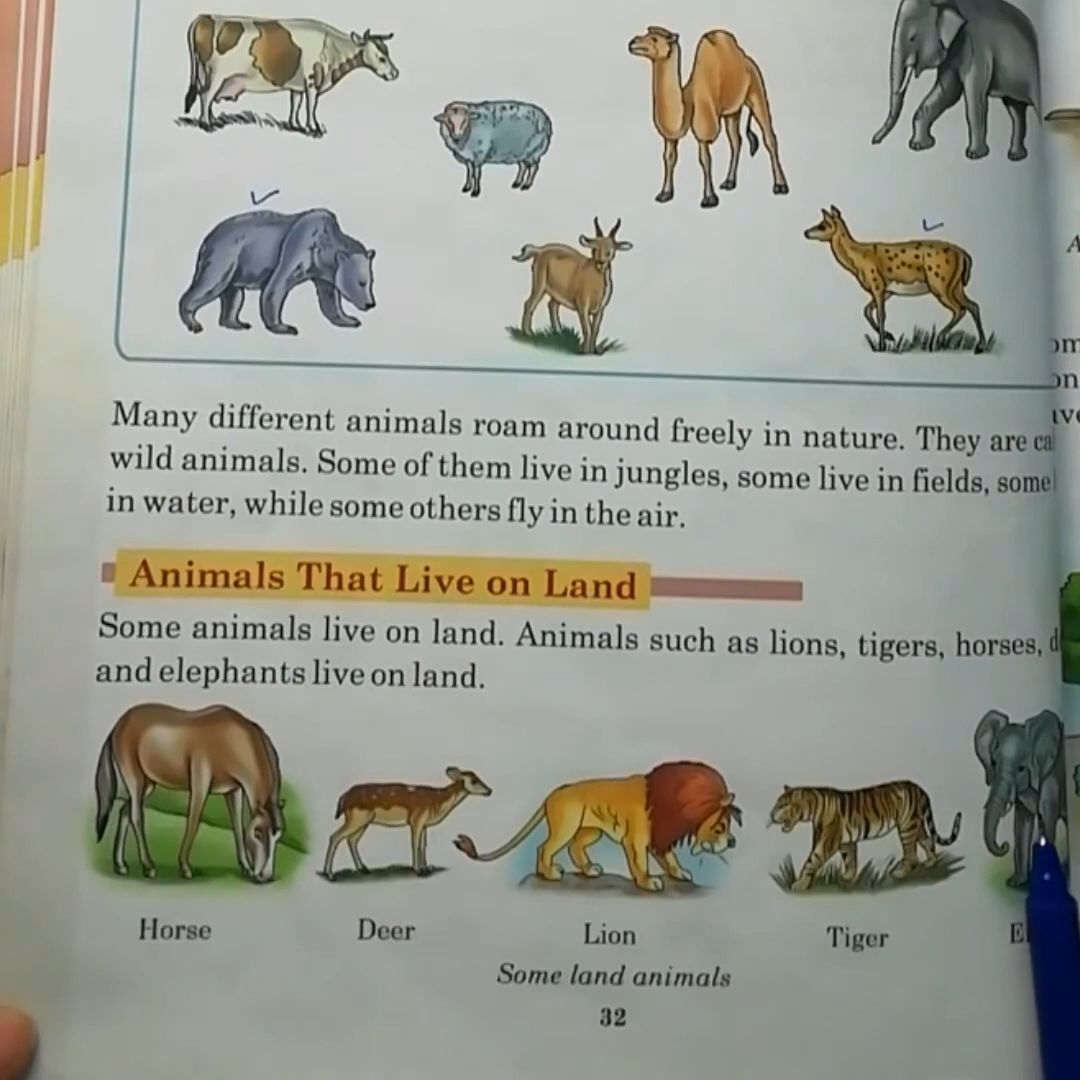 Many different animals roam around freely in nature. They are
wild animals. Some of them live in jungles, some live in fields, some
in water, while some others fly in the air.
Animals That Live on Land
Some animals live on land. Animals such as lions, tigers, horses,
and elephants live on land.
Horse Deer Lion Tiger
Some land animals
32